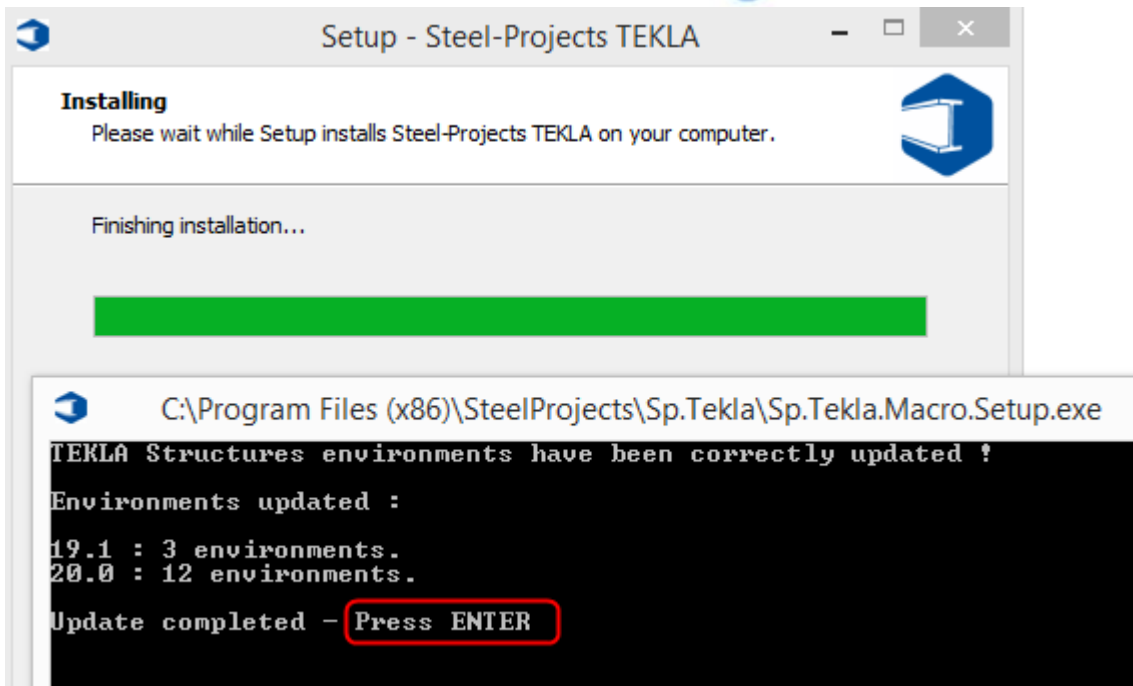 Setup - Steel-Projects TEKLA
Installing
Please wait while Setup installs Steel-Projects TEKLA on your computer.
Finishing installation...
C:\Program Files (x86)\SteelProjects\Sp.Tekla\Sp.Tekla.Macro.Setup.exe
TEKLA Structures environments have been correctly updated !
Environments updated :
19.1 : 3 environments.
20.0 : 12 environments.
Update completed - Press ENTER